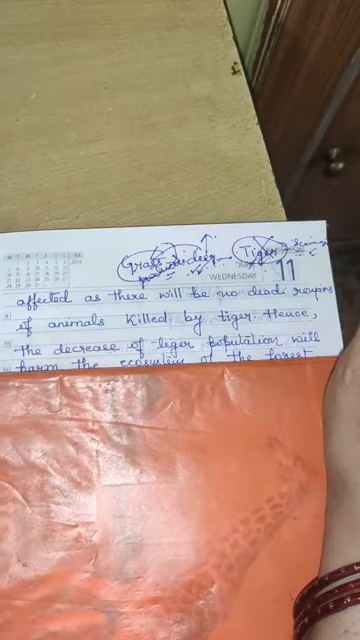 Grass deer → Tiger
WEDNESDAY 11
affected as there will be no dead remains
of anemals killed by tiger. Hence,
the decrease of tiger population will
harm the ecosystem of the forest